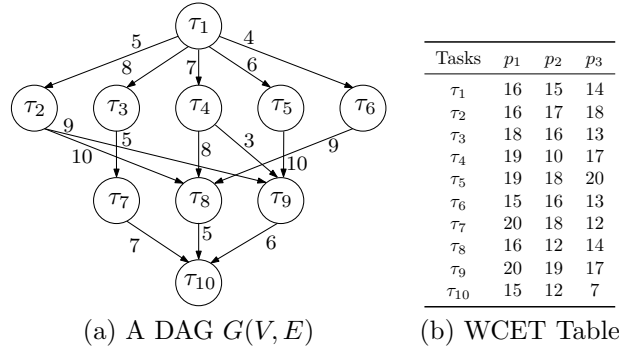 τ1
5
8
7
6
4
τ2
τ3
τ4
τ5
τ6
9
10
5
8
3
10
9
τ7
τ8
τ9
7
5
6
τ10
(a) A DAG G(V, E)
Tasks p1 p2 p3
τ1 16 15 14
τ2 16 17 18
τ3 18 16 13
τ4 19 10 17
τ5 19 18 20
τ6 15 16 13
τ7 20 18 12
τ8 16 12 14
τ9 20 19 17
τ10 15 12 7
(b) WCET Table